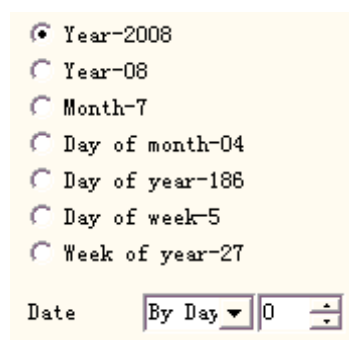 Year-2008
Year-08
Month-7
Day of month-04
Day of year-186
Day of week-5
Week of year-27
Date By Day 0